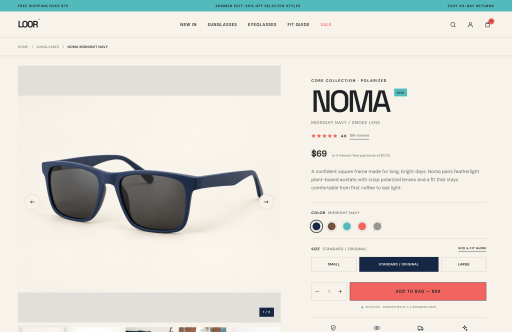 FREE SHIPPING OVER $75
SUMMER EDIT: 20% OFF SELECTED STYLES
EASY 30-DAY RETURNS
LOOR
NEW IN
SUNGLASSES
EYEGLASSES
FIT GUIDE
SALE
HOME / SUNGLASSES / NOMA MIDNIGHT NAVY
CORE COLLECTION · POLARIZED
NOMA
MIDNIGHT NAVY / SMOKE LENS
4.8
reviews
$69
A confident square frame made for long, bright days. Noma pairs featherlight
plant-based acetate with crisp polarized lenses and a fit that stays
comfortable from first coffee to last light.
COLOR MIDNIGHT NAVY
SIZE STANDARD / ORIGINAL
SIZE & FIT GUIDE
SMALL
STANDARD / ORIGINAL
LARGE
− 1 +
ADD TO BAG — $69